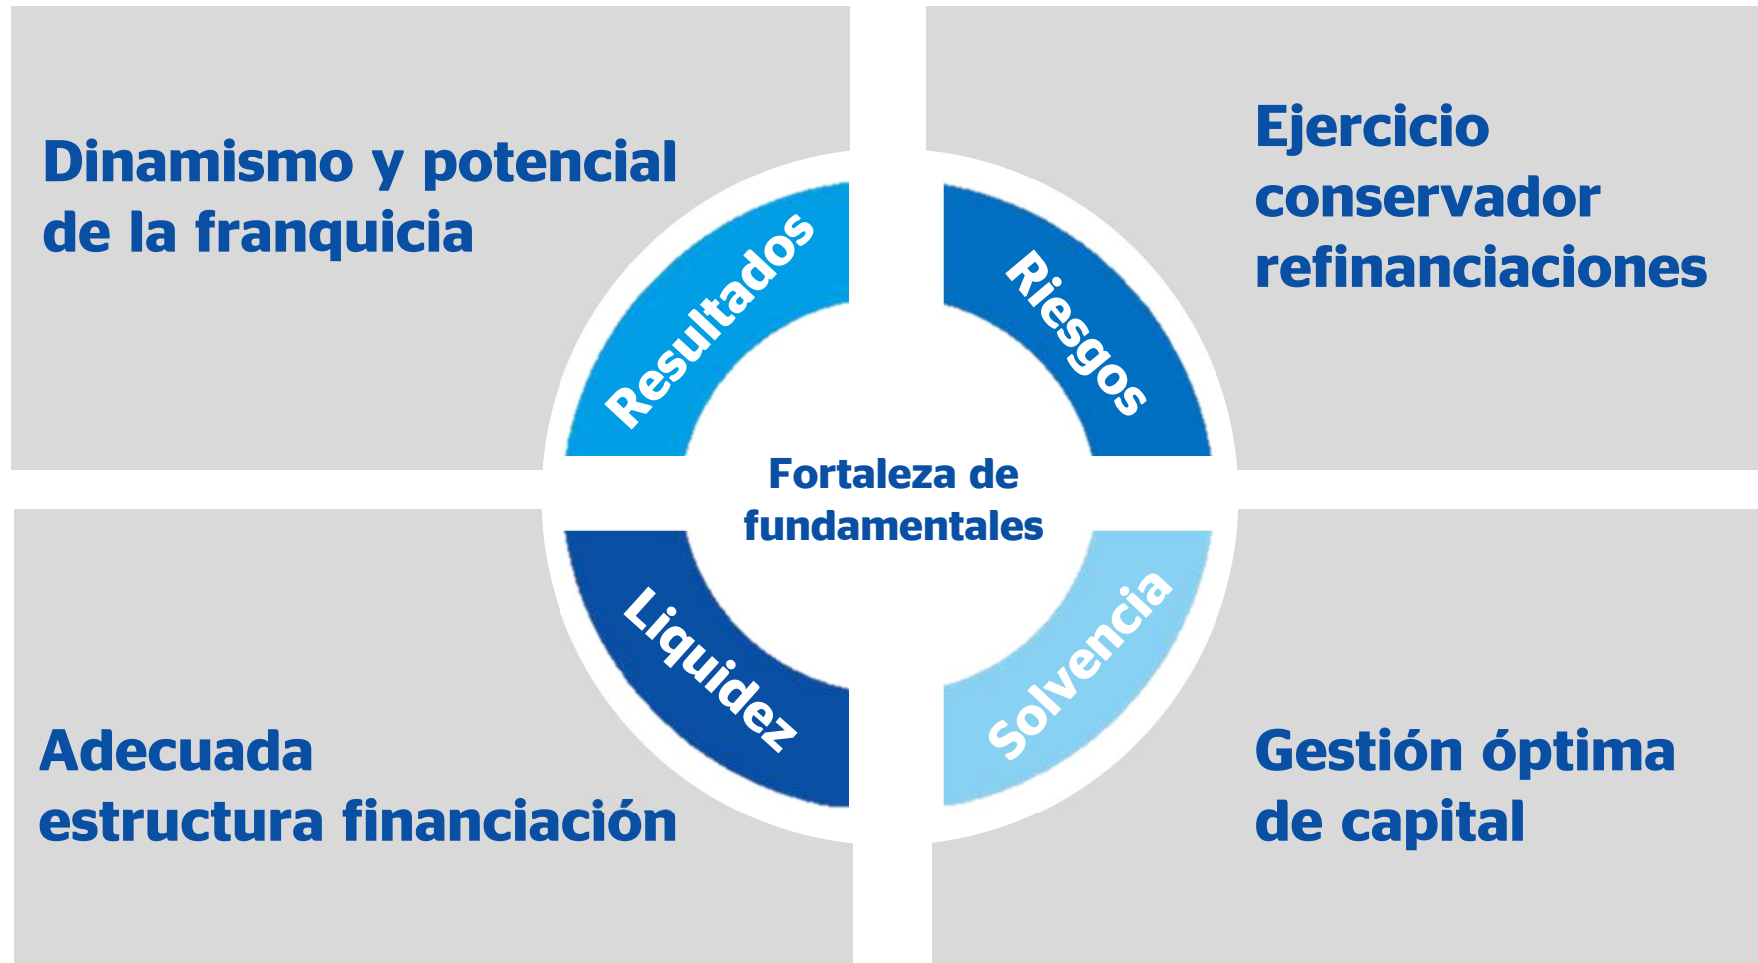 Dinamismo y potencial
de la franquicia
Resultados
Riesgos
Ejercicio
conservador
refinanciaciones
Fortaleza de
fundamentales
Adecuada
estructura financiación
Liquidez
Solvencia
Gestión óptima
de capital